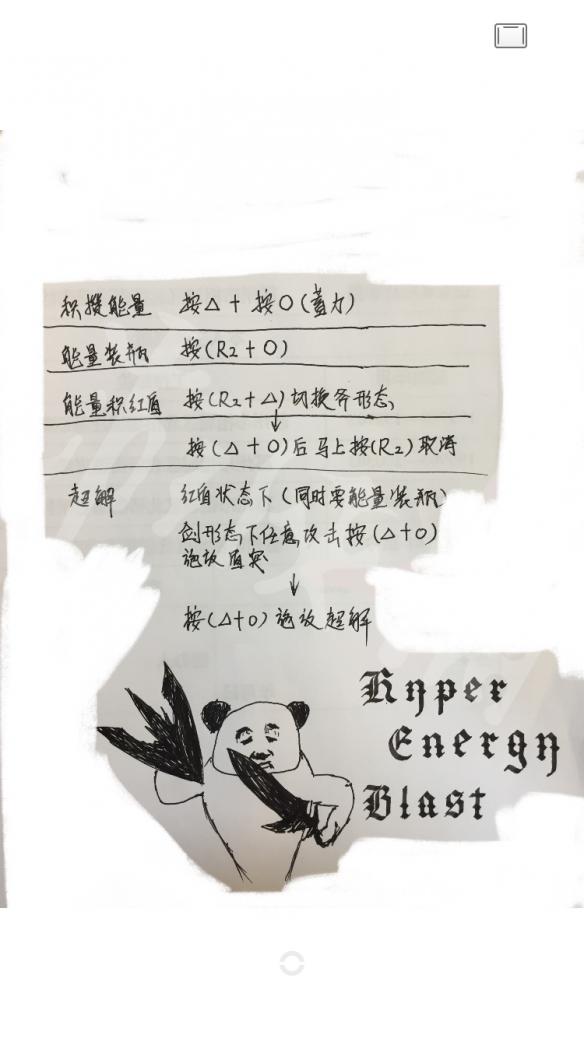 积攒能量 按△ + 按O(蓄力)
能量装瓶 按(R2+O)
能量积红盾 按(R2+△)切换斧形态
↓
按(△+O)后马上按(R2)取消
超解 红盾状态下(同时要能量装瓶)
剑形态下任意攻击按(△+O)
施放盾突
↓
按(△+O)施放超解
Hyper
Energy
Blast